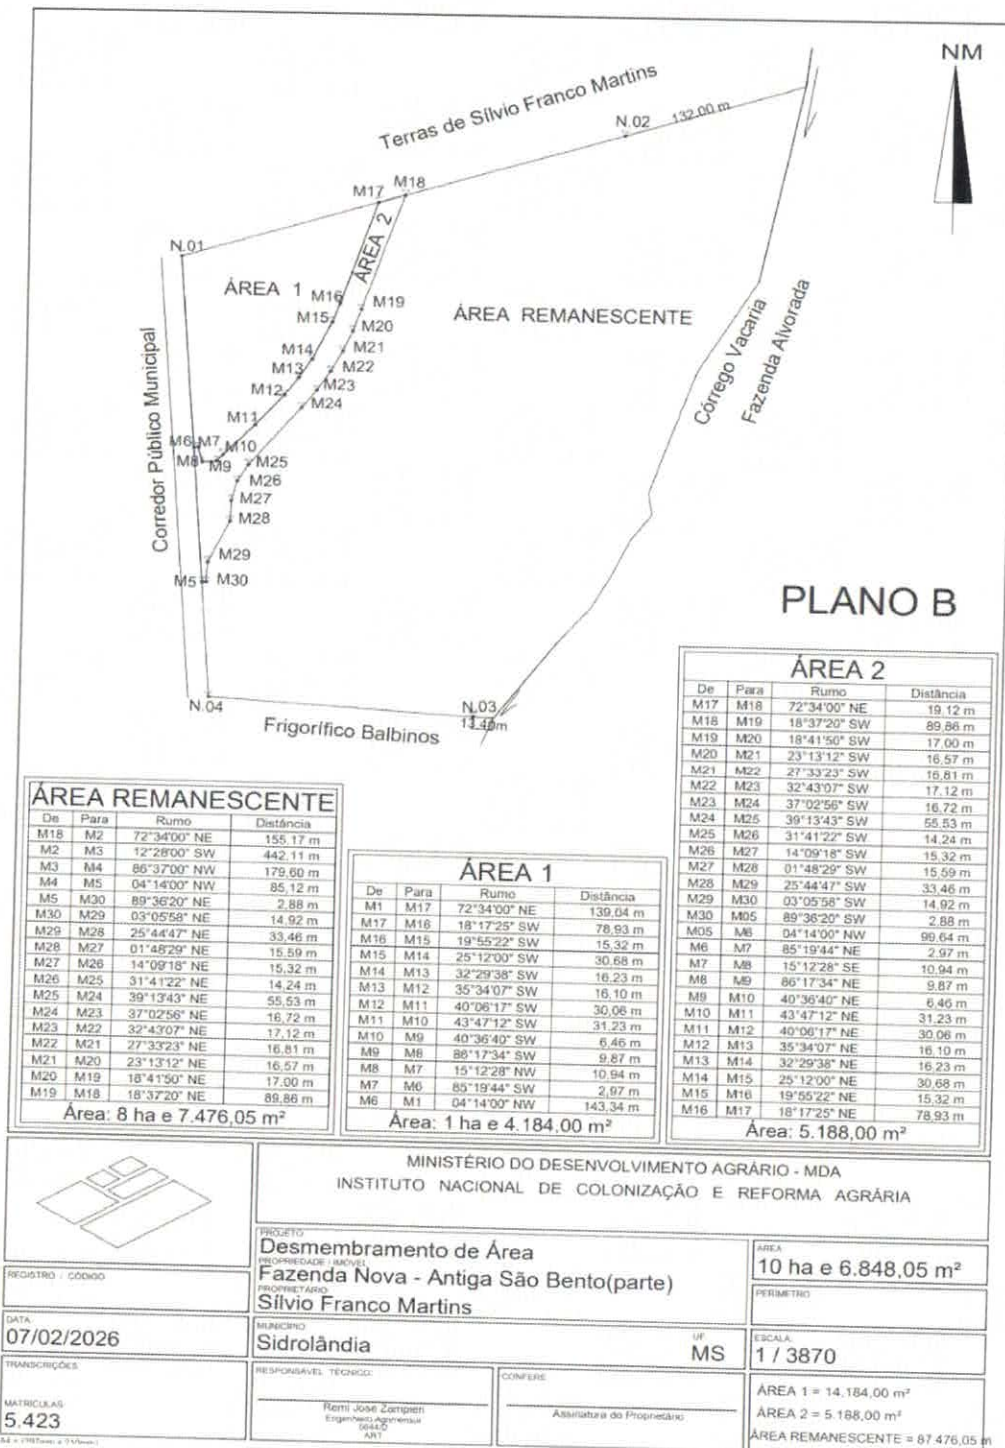 NM
Terras de Sílvio Franco Martins
N.02
132.00 m
M18
M17
ÁREA 2
N.01
ÁREA 1
M16
M15
M19
M20
M21
M22
M23
M24
M14
M13
M12
M11
M6
M7
M10
M8
M9
M25
M26
M27
M28
M29
M5
M30
ÁREA REMANESCENTE
Corredor Público Municipal
Córrego Vacaria
Fazenda Alvorada
PLANO B
N.04
N.03
13.40m
Frigorífico Balbinos
ÁREA REMANESCENTE
De Para Rumo Distância
M18 M2 72°34'00" NE 155,17 m
M2 M3 12°28'00" SW 442,11 m
M3 M4 86°37'00" NW 179,60 m
M4 M5 04°14'00" NW 85,12 m
M5 M30 89°36'20" NE 2,88 m
M30 M29 03°05'58" NE 14,92 m
M29 M28 25°44'47" NE 33,46 m
M28 M27 01°48'29" NE 15,59 m
M27 M26 14°09'18" NE 15,32 m
M26 M25 31°41'22" NE 14,24 m
M25 M24 39°13'43" NE 55,53 m
M24 M23 37°02'56" NE 16,72 m
M23 M22 32°43'07" NE 17,12 m
M22 M21 27°33'23" NE 16,81 m
M21 M20 23°13'12" NE 16,57 m
M20 M19 18°41'50" NE 17,00 m
M19 M18 18°37'20" NE 89,86 m
Área: 8 ha e 7.476,05 m²
ÁREA 1
De Para Rumo Distância
M1 M17 72°34'00" NE 139,04 m
M17 M16 18°17'25" SW 78,93 m
M16 M15 19°55'22" SW 15,32 m
M15 M14 25°12'00" SW 30,68 m
M14 M13 32°29'38" SW 16,23 m
M13 M12 35°34'07" SW 16,10 m
M12 M11 40°06'17" SW 30,06 m
M11 M10 43°47'12" SW 31,23 m
M10 M9 40°36'40" SW 6,46 m
M9 M8 86°17'34" SW 9,87 m
M8 M7 15°12'28" NW 10,94 m
M7 M6 85°19'44" SW 2,97 m
M6 M1 04°14'00" NW 143,34 m
Área: 1 ha e 4.184,00 m²
ÁREA 2
De Para Rumo Distância
M17 M18 72°34'00" NE 19,12 m
M18 M19 18°37'20" SW 89,86 m
M19 M20 18°41'50" SW 17,00 m
M20 M21 23°13'12" SW 16,57 m
M21 M22 27°33'23" SW 16,81 m
M22 M23 32°43'07" SW 17,12 m
M23 M24 37°02'56" SW 16,72 m
M24 M25 39°13'43" SW 55,53 m
M25 M26 31°41'22" SW 14,24 m
M26 M27 14°09'18" SW 15,32 m
M27 M28 01°48'29" SW 15,59 m
M28 M29 25°44'47" SW 33,46 m
M29 M30 03°05'58" SW 14,92 m
M30 M05 89°36'20" SW 2,88 m
M05 M6 04°14'00" NW 99,64 m
M6 M7 85°19'44" NE 2,97 m
M7 M8 15°12'28" SE 10,94 m
M8 M9 86°17'34" NE 9,87 m
M9 M10 40°36'40" NE 6,46 m
M10 M11 43°47'12" NE 31,23 m
M11 M12 40°06'17" NE 30,06 m
M12 M13 35°34'07" NE 16,10 m
M13 M14 32°29'38" NE 16,23 m
M14 M15 25°12'00" NE 30,68 m
M15 M16 19°55'22" NE 15,32 m
M16 M17 18°17'25" NE 78,93 m
Área: 5.188,00 m²
MINISTÉRIO DO DESENVOLVIMENTO AGRÁRIO - MDA
INSTITUTO NACIONAL DE COLONIZAÇÃO E REFORMA AGRÁRIA
PROJETO
Desmembramento de Área
PROPRIEDADE / IMÓVEL
Fazenda Nova - Antiga São Bento(parte)
PROPRIETÁRIO
Sílvio Franco Martins
ÁREA
10 ha e 6.848,05 m²
PERÍMETRO
REGISTRO / CÓDIGO
DATA
07/02/2026
MUNICÍPIO
Sidrolândia
UF
MS
ESCALA:
1 / 3870
TRANSCRIÇÕES
MATRÍCULAS
5.423
RESPONSÁVEL TÉCNICO:
Remi José Zampieri
Engenheiro Agrimensor
ART
CONFERE
Assinatura do Proprietário
ÁREA 1 = 14.184,00 m²
ÁREA 2 = 5.188,00 m²
ÁREA REMANESCENTE = 87.476,05 m